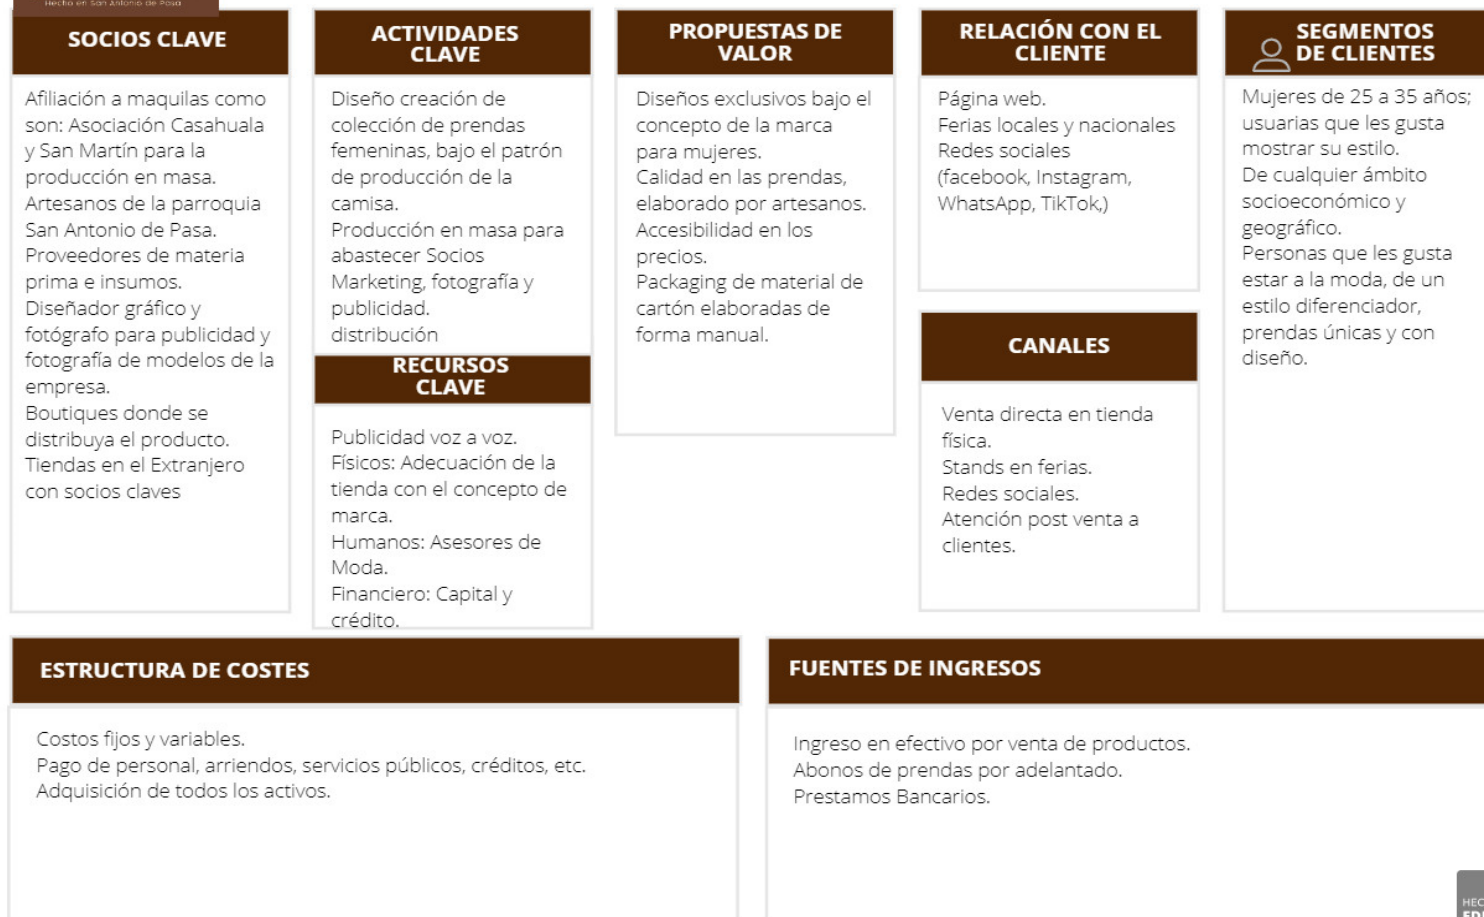 Hecho en San Antonio de Pasa
SOCIOS CLAVE
Afiliación a maquilas como
son: Asociación Casahuala
y San Martín para la
producción en masa.
Artesanos de la parroquia
San Antonio de Pasa.
Proveedores de materia
prima e insumos.
Diseñador gráfico y
fotógrafo para publicidad y
fotografía de modelos de la
empresa.
Boutiques donde se
distribuya el producto.
Tiendas en el Extranjero
con socios claves
ACTIVIDADES
CLAVE
Diseño creación de
colección de prendas
femeninas, bajo el patrón
de producción de la
camisa.
Producción en masa para
abastecer Socios
Marketing, fotografía y
publicidad.
distribución
RECURSOS
CLAVE
Publicidad voz a voz.
Físicos: Adecuación de la
tienda con el concepto de
marca.
Humanos: Asesores de
Moda.
Financiero: Capital y
crédito.
PROPUESTAS DE
VALOR
Diseños exclusivos bajo el
concepto de la marca
para mujeres.
Calidad en las prendas,
elaborado por artesanos.
Accesibilidad en los
precios.
Packaging de material de
cartón elaboradas de
forma manual.
RELACIÓN CON EL
CLIENTE
Página web.
Ferias locales y nacionales
Redes sociales
(facebook, Instagram,
WhatsApp, TikTok,)
CANALES
Venta directa en tienda
física.
Stands en ferias.
Redes sociales.
Atención post venta a
clientes.
SEGMENTOS
DE CLIENTES
Mujeres de 25 a 35 años;
usuarias que les gusta
mostrar su estilo.
De cualquier ámbito
socioeconómico y
geográfico.
Personas que les gusta
estar a la moda, de un
estilo diferenciador,
prendas únicas y con
diseño.
ESTRUCTURA DE COSTES
Costos fijos y variables.
Pago de personal, arriendos, servicios públicos, créditos, etc.
Adquisición de todos los activos.
FUENTES DE INGRESOS
Ingreso en efectivo por venta de productos.
Abonos de prendas por adelantado.
Prestamos Bancarios.